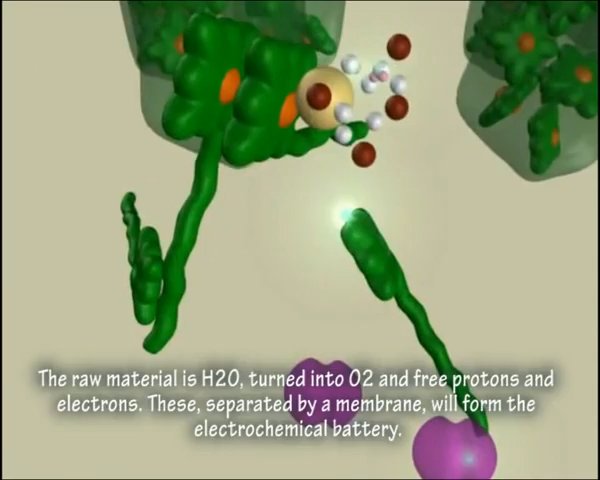 The raw material is H2O, turned into O2 and free protons and
electrons. These, separated by a membrane, will form the
electrochemical battery.